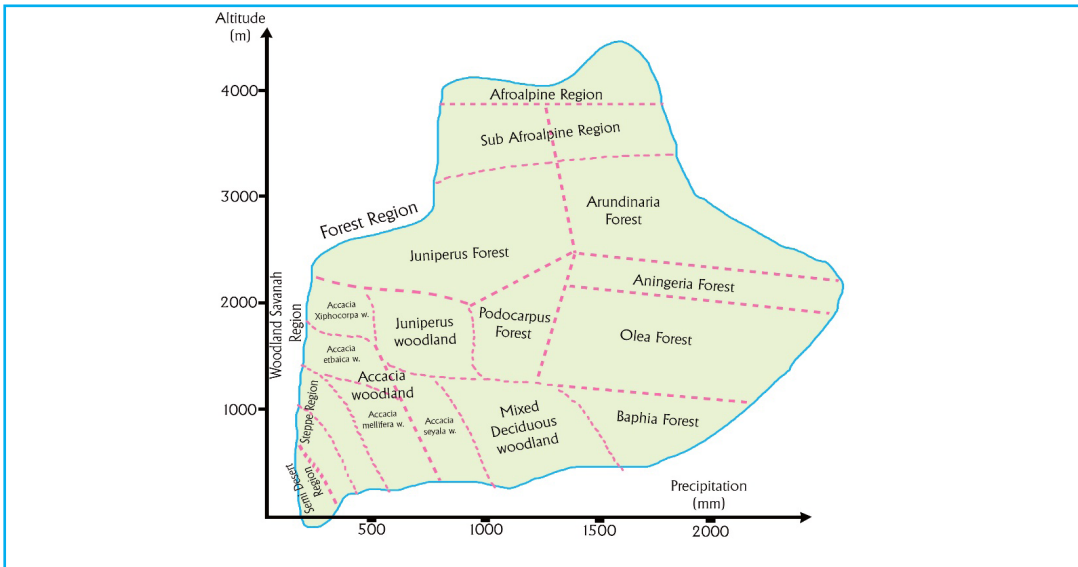 Altitude
(m)
4000
3000
2000
1000
Afroalpine Region
Sub Afroalpine Region
Arundinaria
Forest
Forest Region
Juniperus Forest
Aningeria Forest
Woodland Savanah
Region
Accacia
Xiphocorpa w.
Juniperus
woodland
Podocarpus
Forest
Olea Forest
Accacia
etbaica w.
Accacia
woodland
Steppe Region
Accacia
mellifera w.
Accacia
seyala w.
Mixed
Deciduous
woodland
Baphia Forest
Semi Desert
Region
Precipitation
(mm)
500
1000
1500
2000